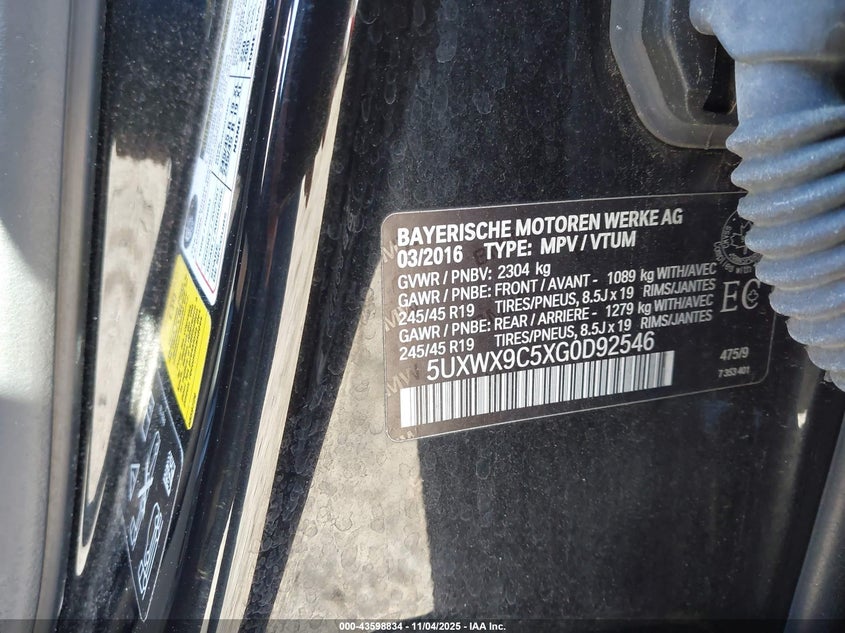 BAYERISCHE MOTOREN WERKE AG
03/2016 TYPE: MPV / VTUM
GVWR / PNBV: 2304 kg
GAWR / PNBE: FRONT / AVANT - 1089 kg WITH/AVEC
245/45 R19 TIRES/PNEUS, 8.5J x 19 RIMS/JANTES
GAWR / PNBE: REAR / ARRIERE - 1279 kg WITH/AVEC
245/45 R19 TIRES/PNEUS, 8.5J x 19 RIMS/JANTES
5UXWX9C5XG0D92546
EC
475/9
7 353 401
000-43598834 11/04/2025 IAA Inc.